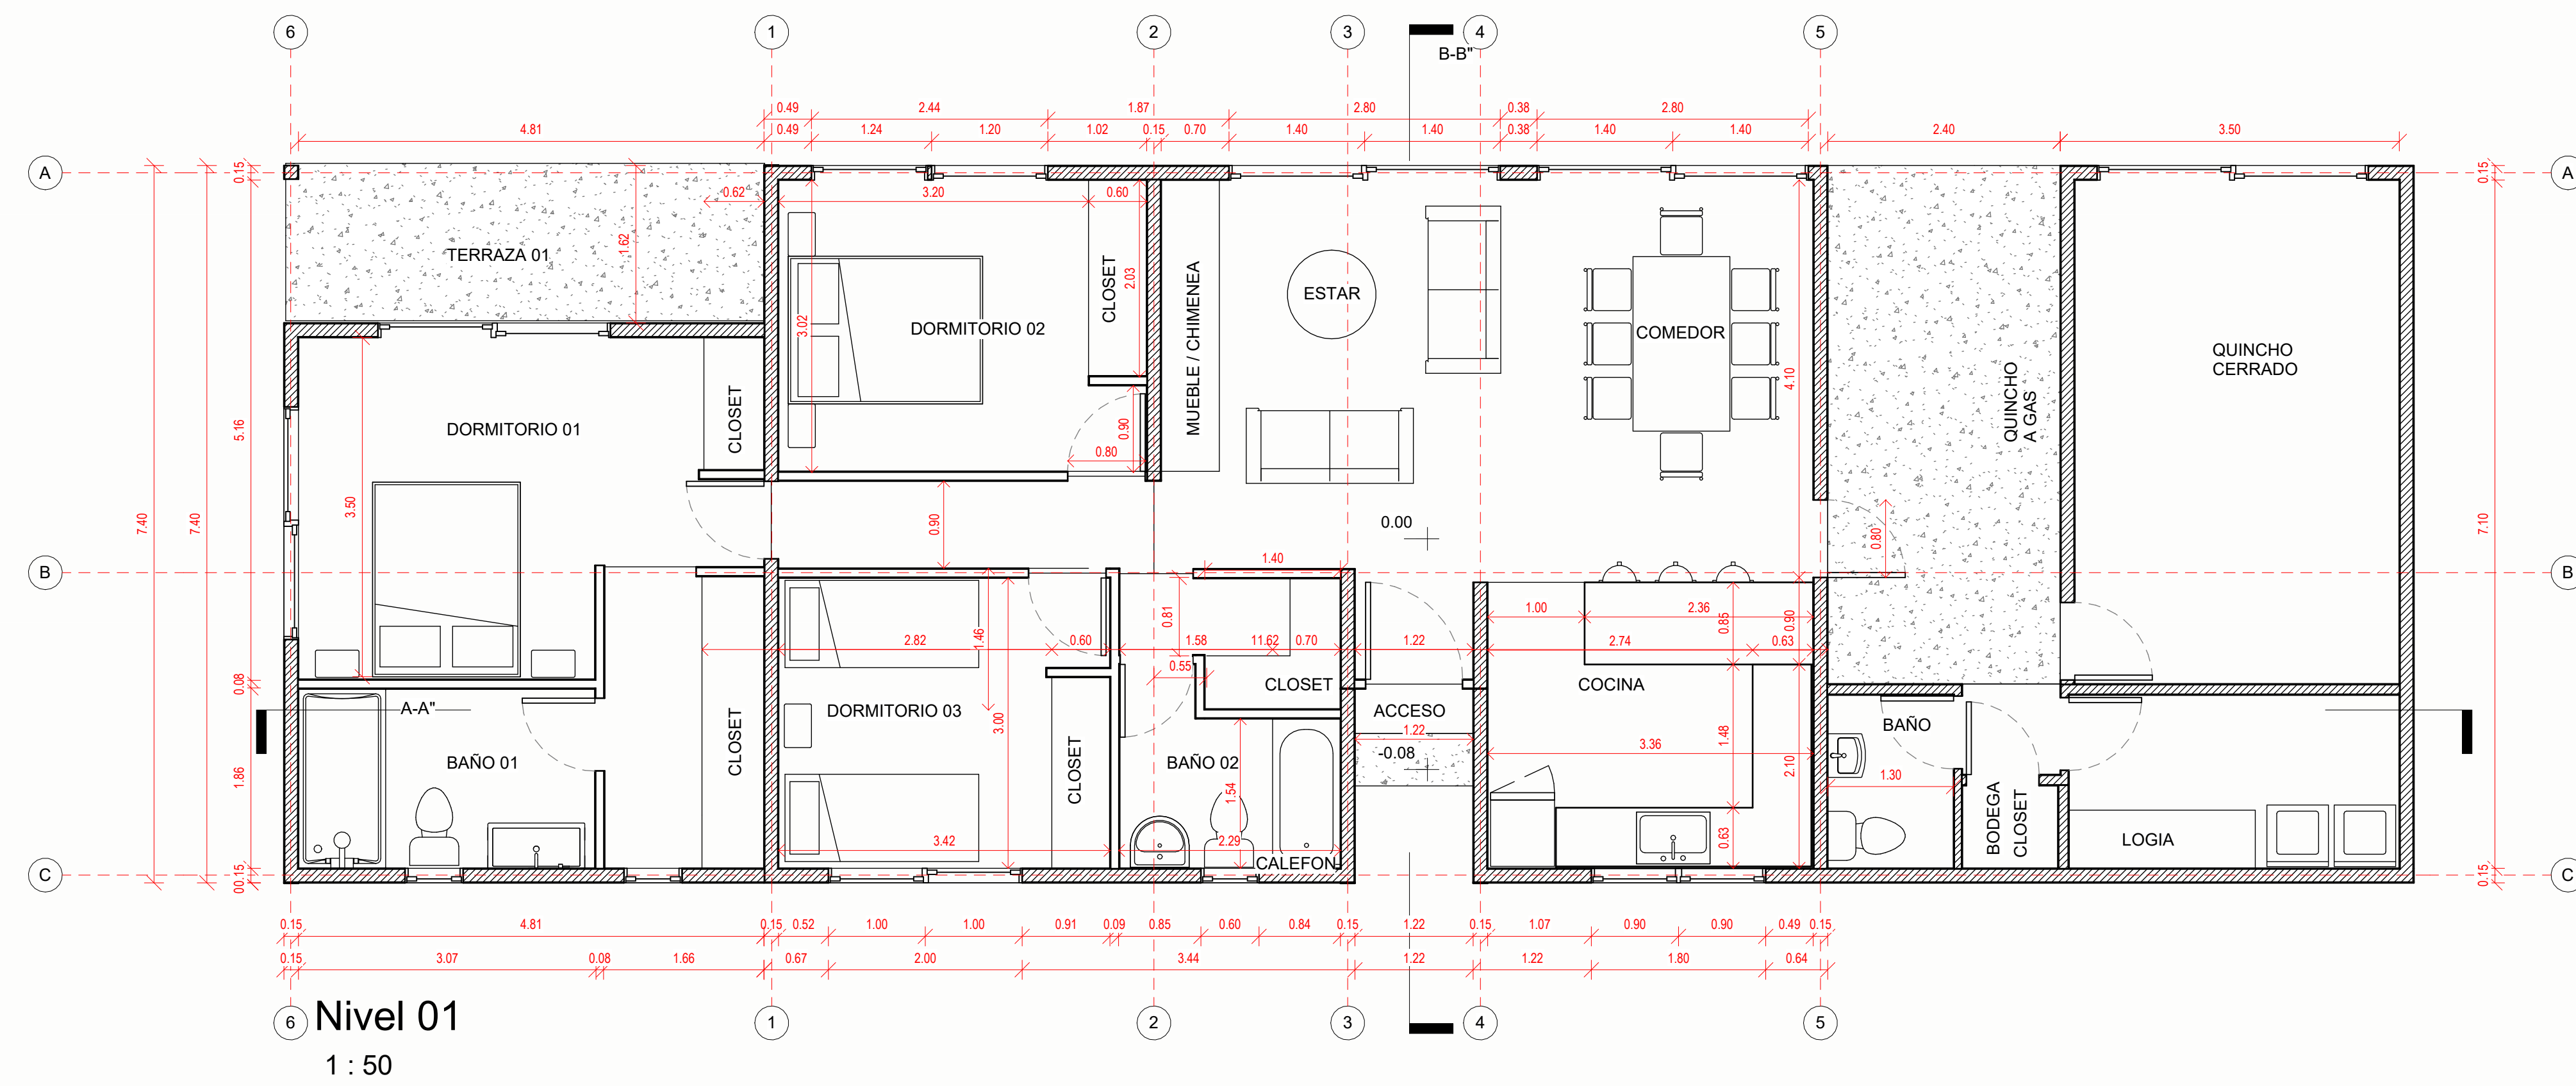 6 1 2 3 4 5
B-B"
0.49 2.44 1.87 2.80 0.38 2.80
4.81 0.49 1.24 1.20 1.02 0.15 0.70 1.40 1.40 0.38 1.40 1.40 2.40 3.50
A 0.15 0.15 A
0.62 3.20 0.60
TERRAZA 01 1.62
CLOSET 2.03
MUEBLE / CHIMENEA
ESTAR
3.02 DORMITORIO 02
COMEDOR
4.10
QUINCHO
A GAS
QUINCHO
CERRADO
DORMITORIO 01
CLOSET
5.16
3.50
0.90
0.80
7.40 7.40
0.90
0.00
0.80
7.10
B B
1.40
0.81
1.00 2.36
0.85 0.90
2.82 1.46 0.60 1.58 11.62 0.70 1.22 2.74 0.63
0.55
0.08
CLOSET
COCINA
A-A"
DORMITORIO 03
3.00
ACCESO
1.22
BAÑO
1.48
3.36
-0.08
BAÑO 01
CLOSET
CLOSET
BAÑO 02
1.54
2.10
1.30
1.86
BODEGA
CLOSET
LOGIA
3.42 2.29
0.63
CALEFON
C 00.15 0.15 C
0.15 4.81 0.15 0.52 1.00 1.00 0.91 0.09 0.85 0.60 0.84 0.15 1.22 0.15 1.07 0.90 0.90 0.49 0.15
0.15 3.07 0.08 1.66 0.67 2.00 3.44 1.22 1.22 1.80 0.64
6 1 2 3 4 5
Nivel 01
1 : 50